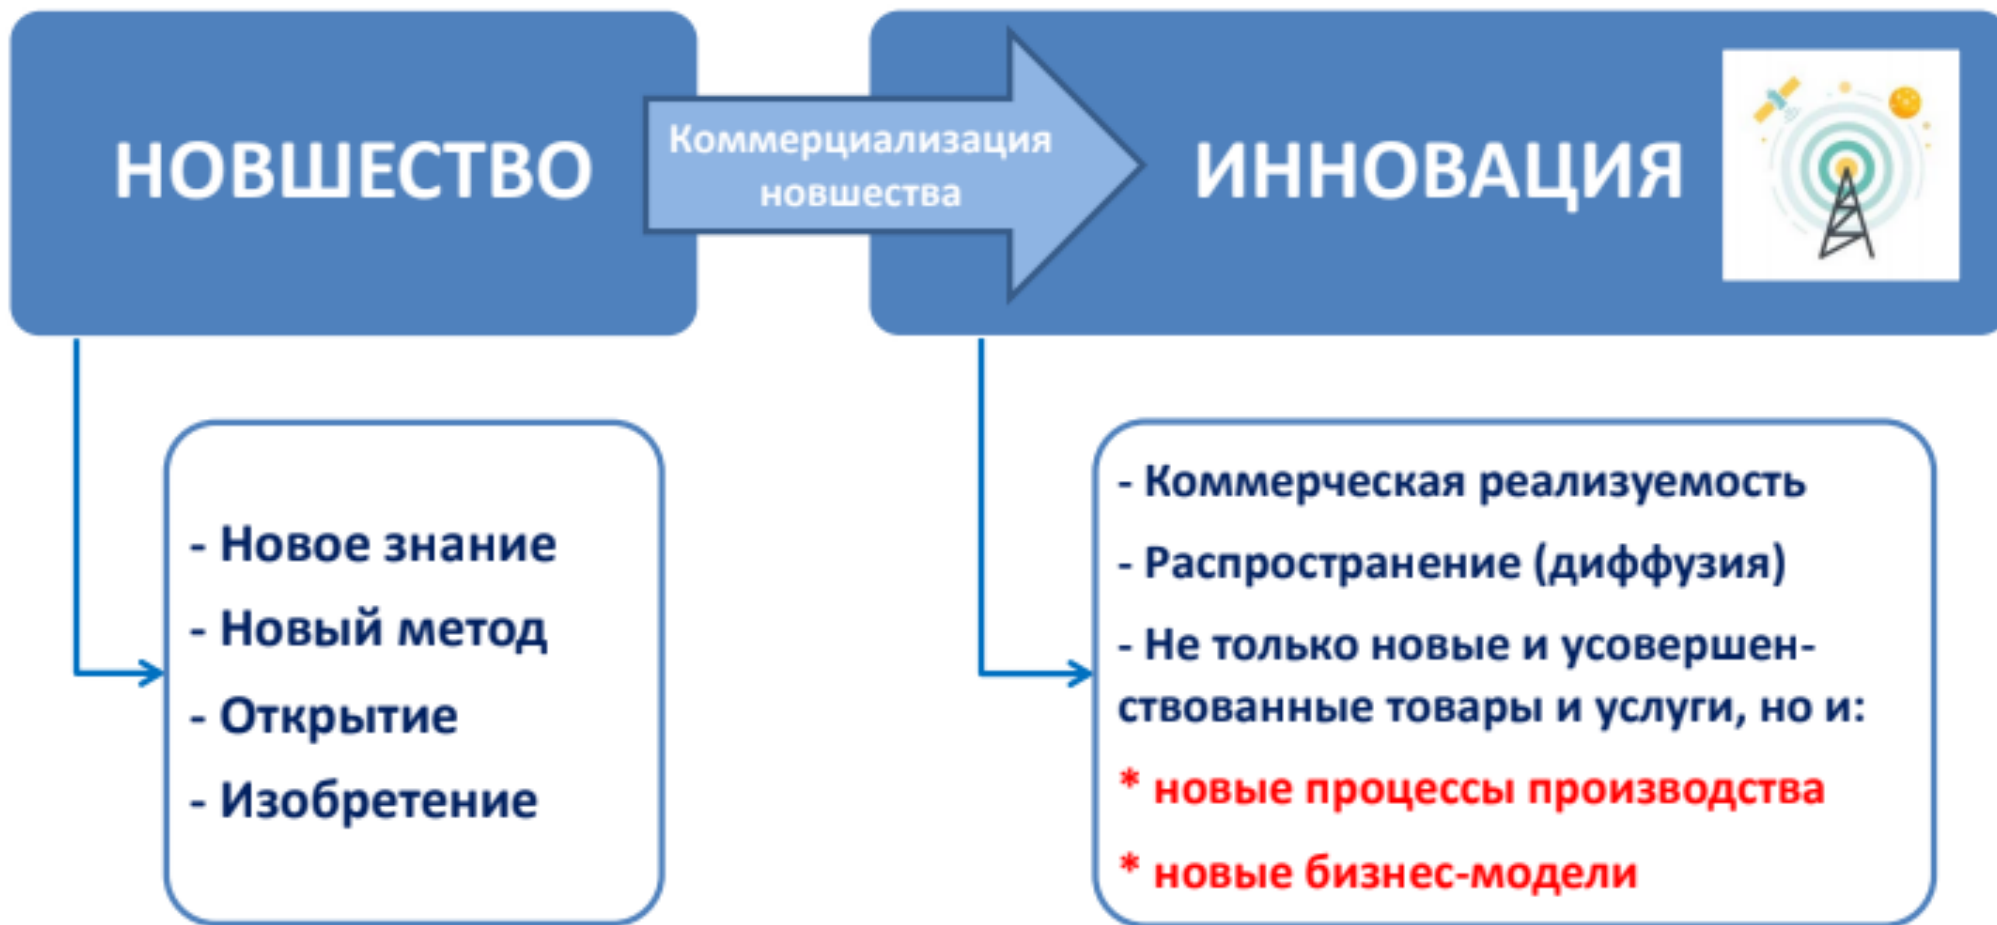 НОВШЕСТВО
Коммерциализация
новшества
ИННОВАЦИЯ
- Новое знание
- Новый метод
- Открытие
- Изобретение
- Коммерческая реализуемость
- Распространение (диффузия)
- Не только новые и усовершен-
ствованные товары и услуги, но и:
* новые процессы производства
* новые бизнес-модели